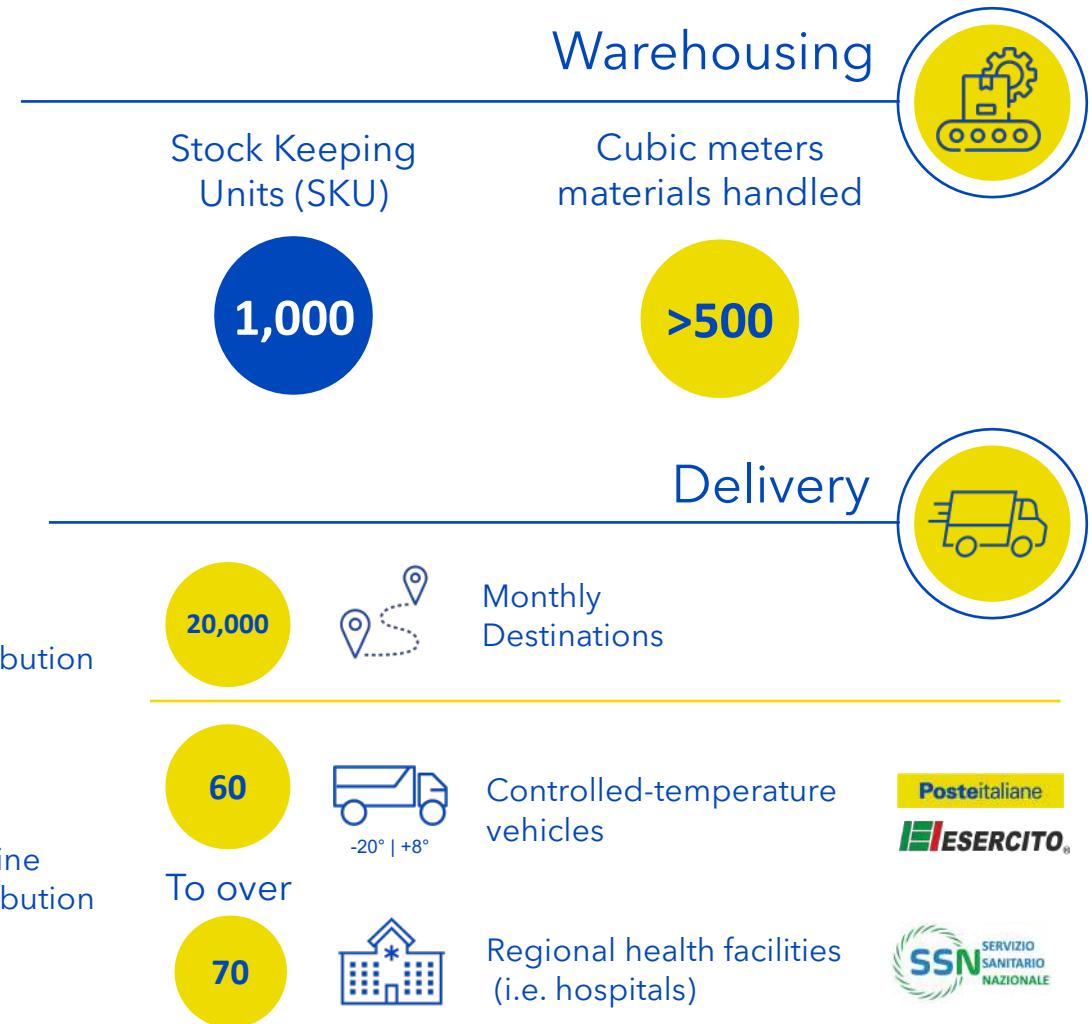 Warehousing
Stock Keeping
Units (SKU)
Cubic meters
materials handled
1,000
>500
Delivery
20,000
Monthly
Destinations
bution
60
-20° | +8°
Controlled-temperature
vehicles
Posteitaliane
EI ESERCITO®
ine
bution
To over
70
Regional health facilities
(i.e. hospitals)
SSN SERVIZIO
SANITARIO
NAZIONALE